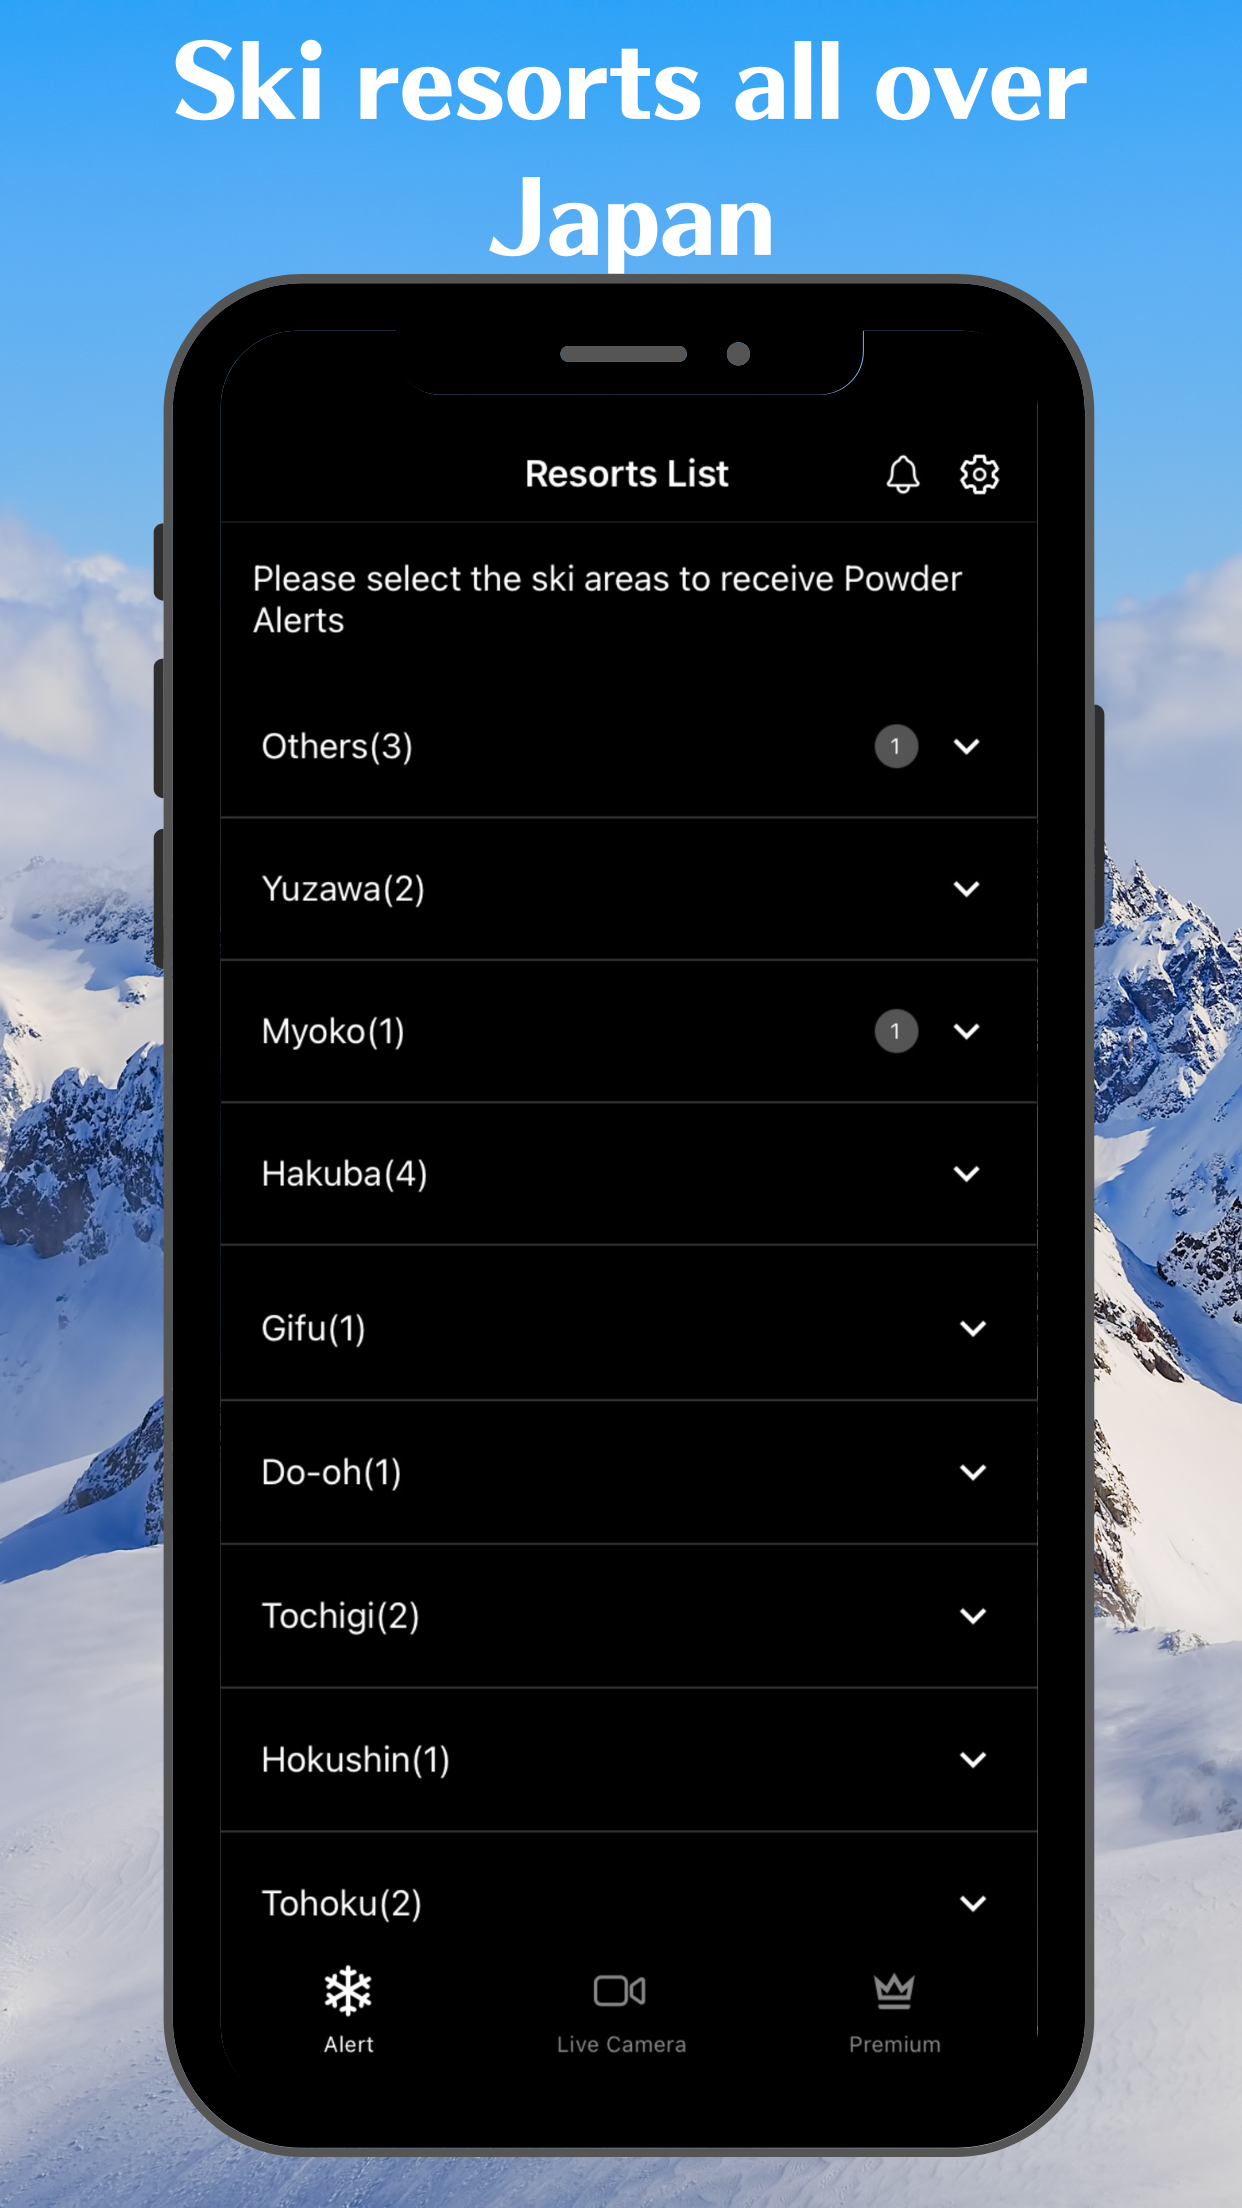 Ski resorts all over
Japan
Resorts List
Please select the ski areas to receive Powder
Alerts
Others(3)
1
Yuzawa(2)
Myoko(1)
1
Hakuba(4)
Gifu(1)
Do-oh(1)
Tochigi(2)
Hokushin(1)
Tohoku(2)
Alert
Live Camera
Premium